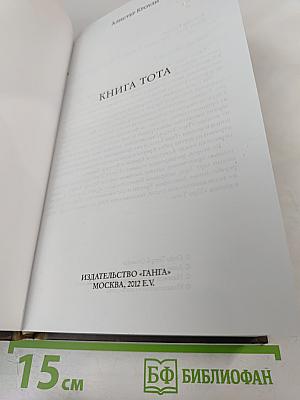 Алистер Кроули
КНИГА ТОТА
ИЗДАТЕЛЬСТВО «ГАНГА»
МОСКВА, 2012 E.V.
15 см
БФ БИБЛИОФАН